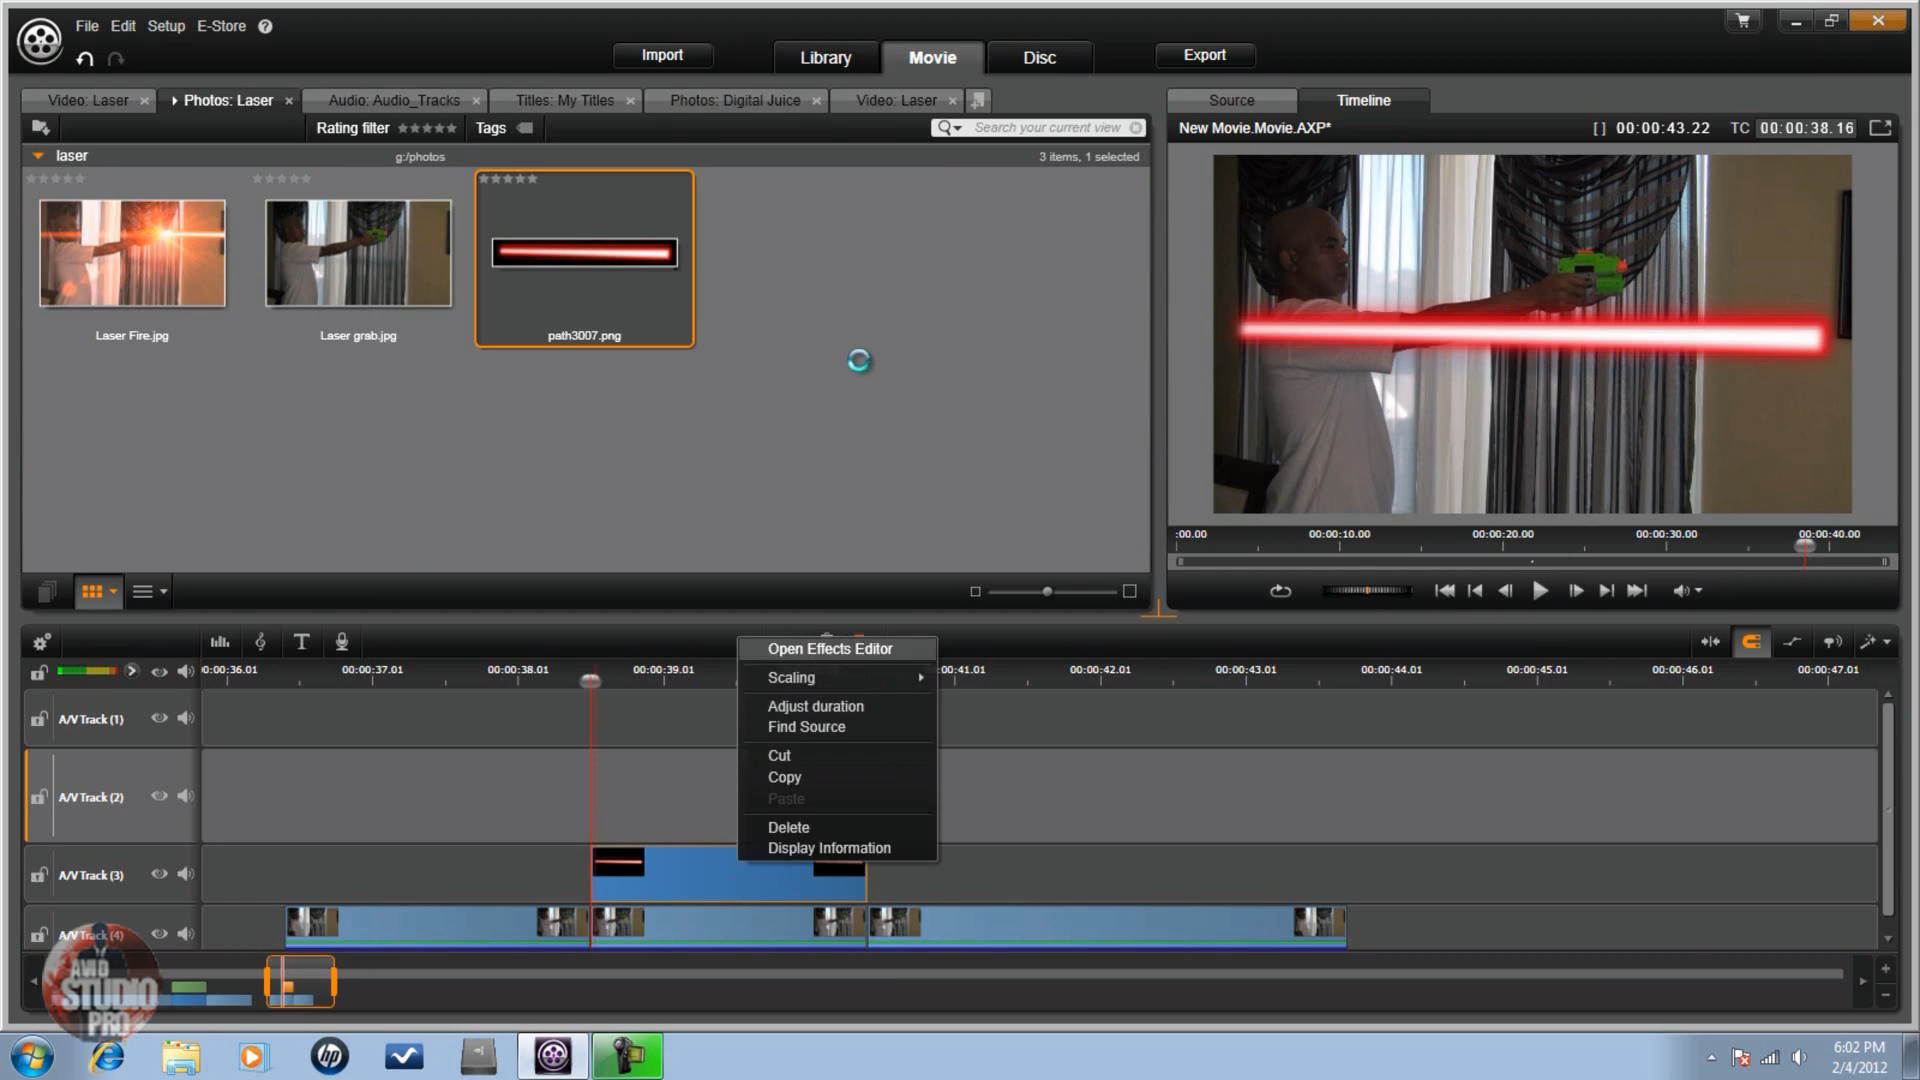 File Edit Setup E-Store ?
Import Library Movie Disc Export
Video: Laser Photos: Laser Audio: Audio_Tracks Titles: My Titles Photos: Digital Juice Video: Laser
Source Timeline
Rating filter Tags Search your current view
New Movie.Movie.AXP* [ ] 00:00:43.22 TC 00:00:38.16
laser g:/photos 3 items, 1 selected
Laser Fire.jpg Laser grab.jpg path3007.png
:00.00 00:00:10.00 00:00:20.00 00:00:30.00 00:00:40.00
Open Effects Editor
Scaling
Adjust duration
Find Source
Cut
Copy
Paste
Delete
Display Information
0:00:36.01 00:00:37.01 00:00:38.01 00:00:39.01 00:00:41.01 00:00:42.01 00:00:43.01 00:00:44.01 00:00:45.01 00:00:46.01 00:00:47.01
A/V Track (1)
A/V Track (2)
A/V Track (3)
A/V Track (4)
AVID
STUDIO
PRO
hp
6:02 PM
2/4/2012